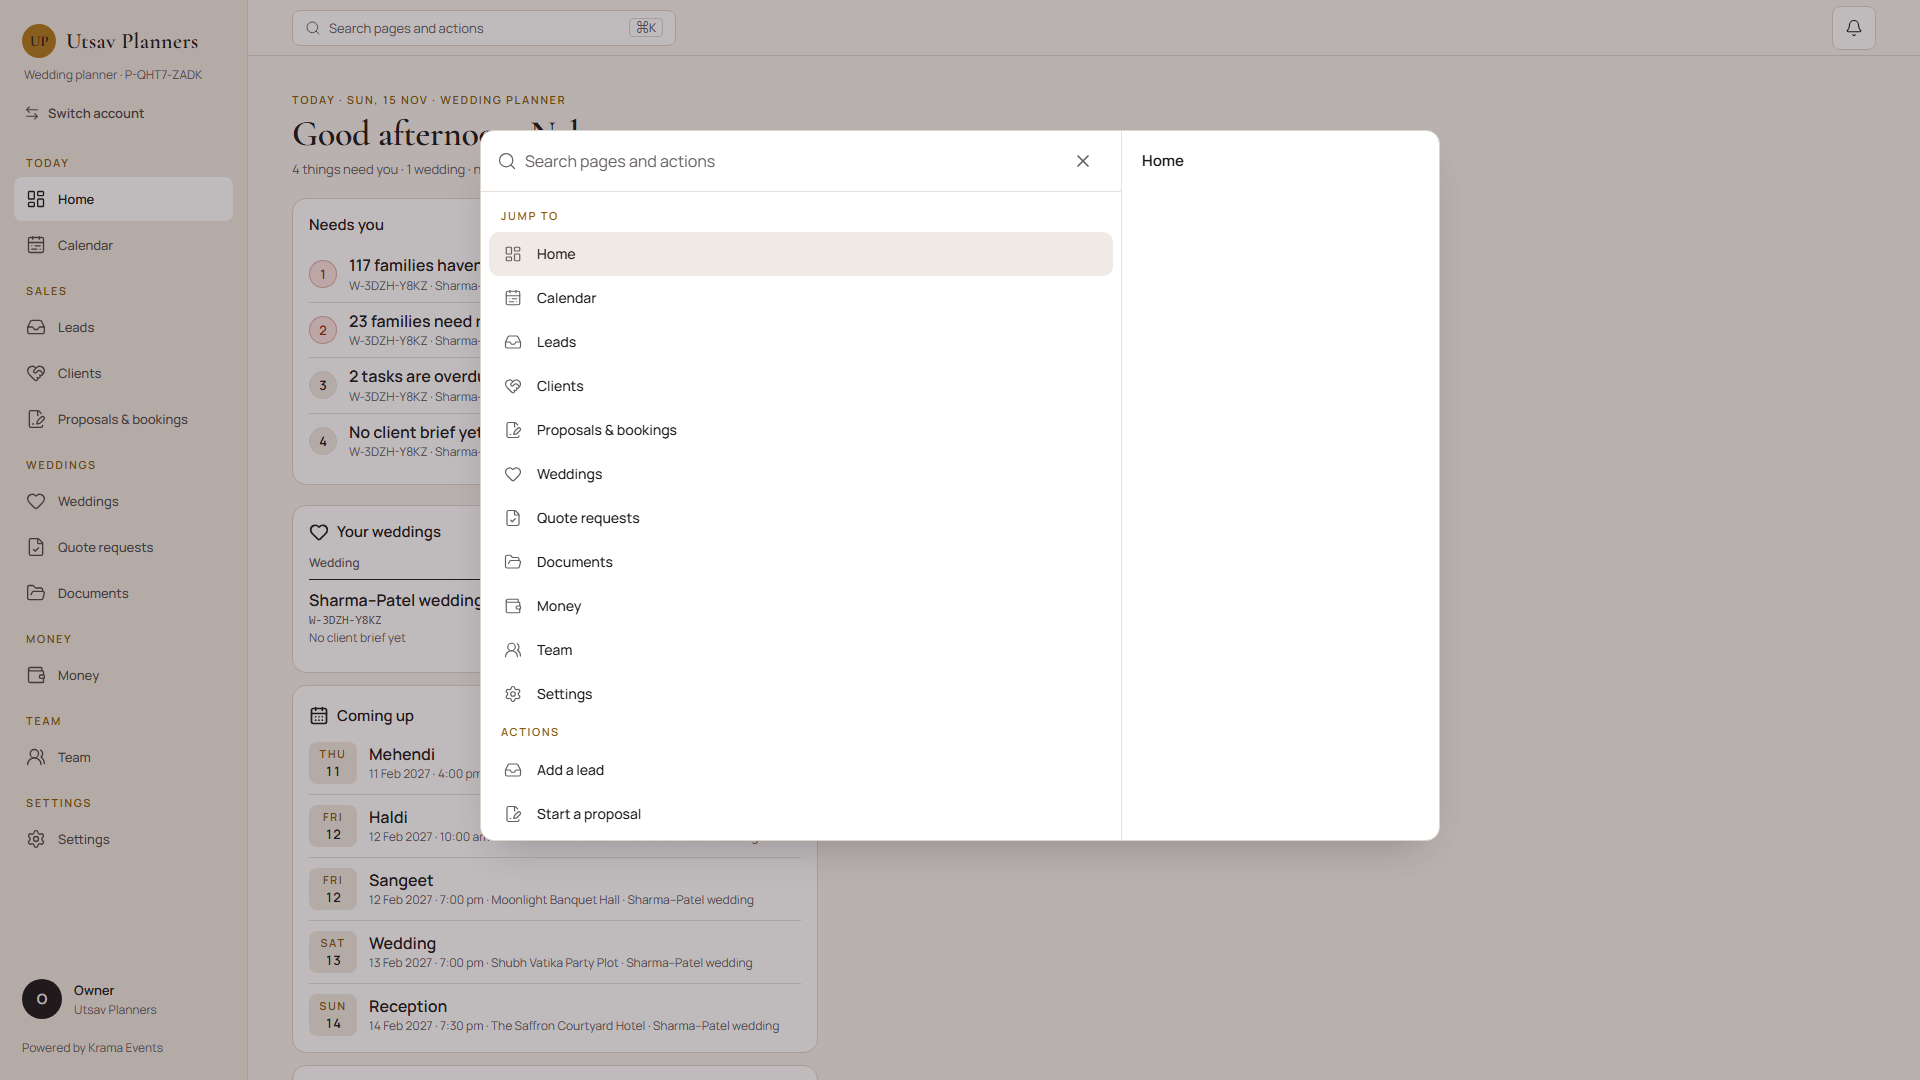 UP
Utsav Planners
Wedding planner · P-QHT7-ZADK
Switch account
TODAY
Home
Calendar
SALES
Leads
Clients
Proposals & bookings
WEDDINGS
Weddings
Quote requests
Documents
MONEY
Money
TEAM
Team
SETTINGS
Settings
O
Owner
Utsav Planners
Powered by Krama Events
Search pages and actions
⌘K
TODAY · SUN, 15 NOV · WEDDING PLANNER
Good
4 things need you · 1 wedding ·
Needs you
1
117 families
W-3DZH-Y8KZ · Sharma-
2
23 families need
W-3DZH-Y8KZ · Sharma-
3
2 tasks are
W-3DZH-Y8KZ · Sharma-
4
No client brief yet
W-3DZH-Y8KZ · Sharma-
Your weddings
Wedding
Sharma–Patel wedding
W-3DZH-Y8KZ
No client brief yet
Coming up
THU
11
Mehendi
11 Feb 2027 · 4:00 pm
FRI
12
Haldi
12 Feb 2027 · 10:00 am
FRI
12
Sangeet
12 Feb 2027 · 7:00 pm · Moonlight Banquet Hall · Sharma–Patel wedding
SAT
13
Wedding
13 Feb 2027 · 7:00 pm · Shubh Vatika Party Plot · Sharma–Patel wedding
SUN
14
Reception
14 Feb 2027 · 7:30 pm · The Saffron Courtyard Hotel · Sharma–Patel wedding
Search pages and actions
JUMP TO
Home
Calendar
Leads
Clients
Proposals & bookings
Weddings
Quote requests
Documents
Money
Team
Settings
ACTIONS
Add a lead
Start a proposal
Home